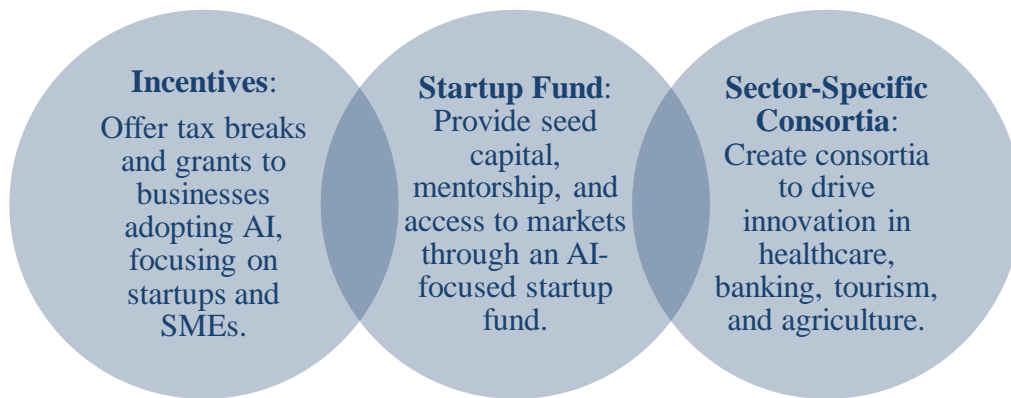 Incentives:
Offer tax breaks
and grants to
businesses
adopting AI,
focusing on
startups and
SMEs.
Startup Fund:
Provide seed
capital,
mentorship, and
access to markets
through an AI-
focused startup
fund.
Sector-Specific
Consortia:
Create consortia
to drive
innovation in
healthcare,
banking, tourism,
and agriculture.